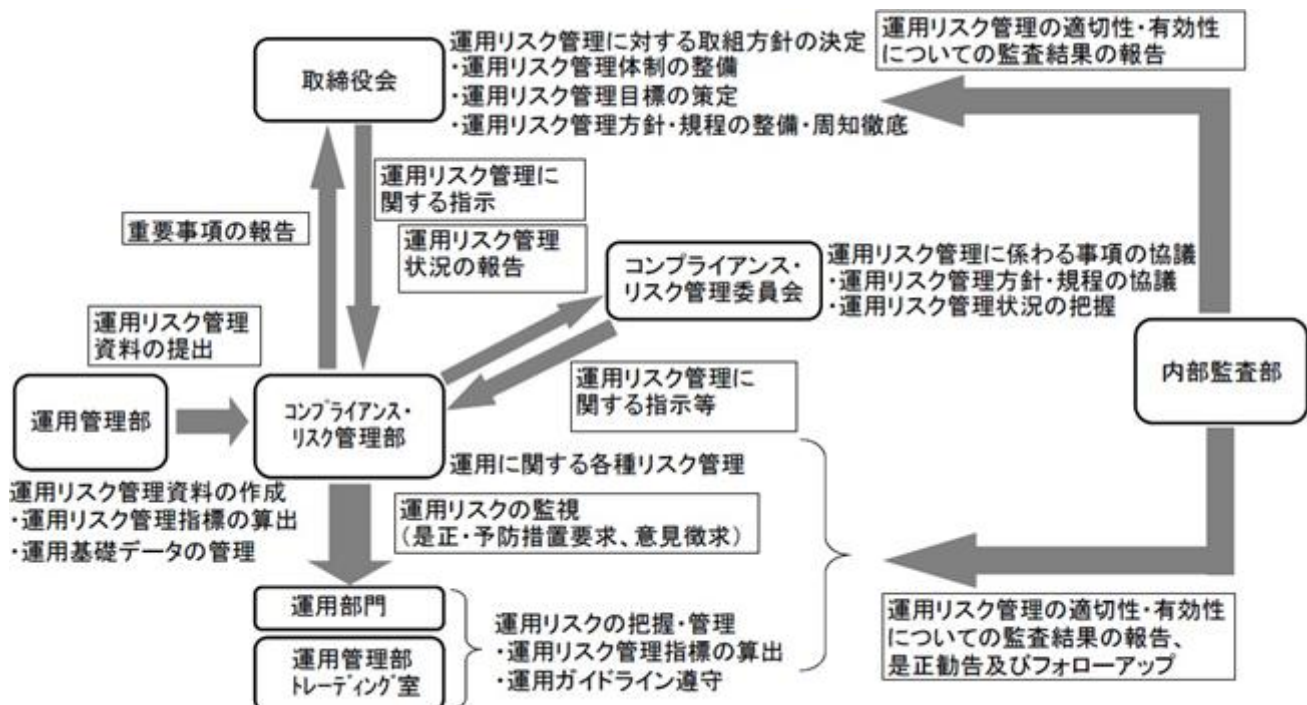 取締役会
運用リスク管理に対する取組方針の決定
・運用リスク管理体制の整備
・運用リスク管理目標の策定
・運用リスク管理方針・規程の整備・周知徹底
運用リスク管理の適切性・有効性
についての監査結果の報告
重要事項の報告
運用リスク管理に
関する指示
運用リスク管理
状況の報告
コンプライアンス・
リスク管理委員会
運用リスク管理に係わる事項の協議
・運用リスク管理方針・規程の協議
・運用リスク管理状況の把握
運用リスク管理
資料の提出
運用管理部
コンプライアンス・
リスク管理部
運用リスク管理に
関する指示等
内部監査部
運用リスク管理資料の作成
・運用リスク管理指標の算出
・運用基礎データの管理
運用に関する各種リスク管理
運用リスクの監視
(是正・予防措置要求、意見徴求)
運用部門
運用管理部
トレーディング室
運用リスクの把握・管理
・運用リスク管理指標の算出
・運用ガイドライン遵守
運用リスク管理の適切性・有効性
についての監査結果の報告、
是正勧告及びフォローアップ